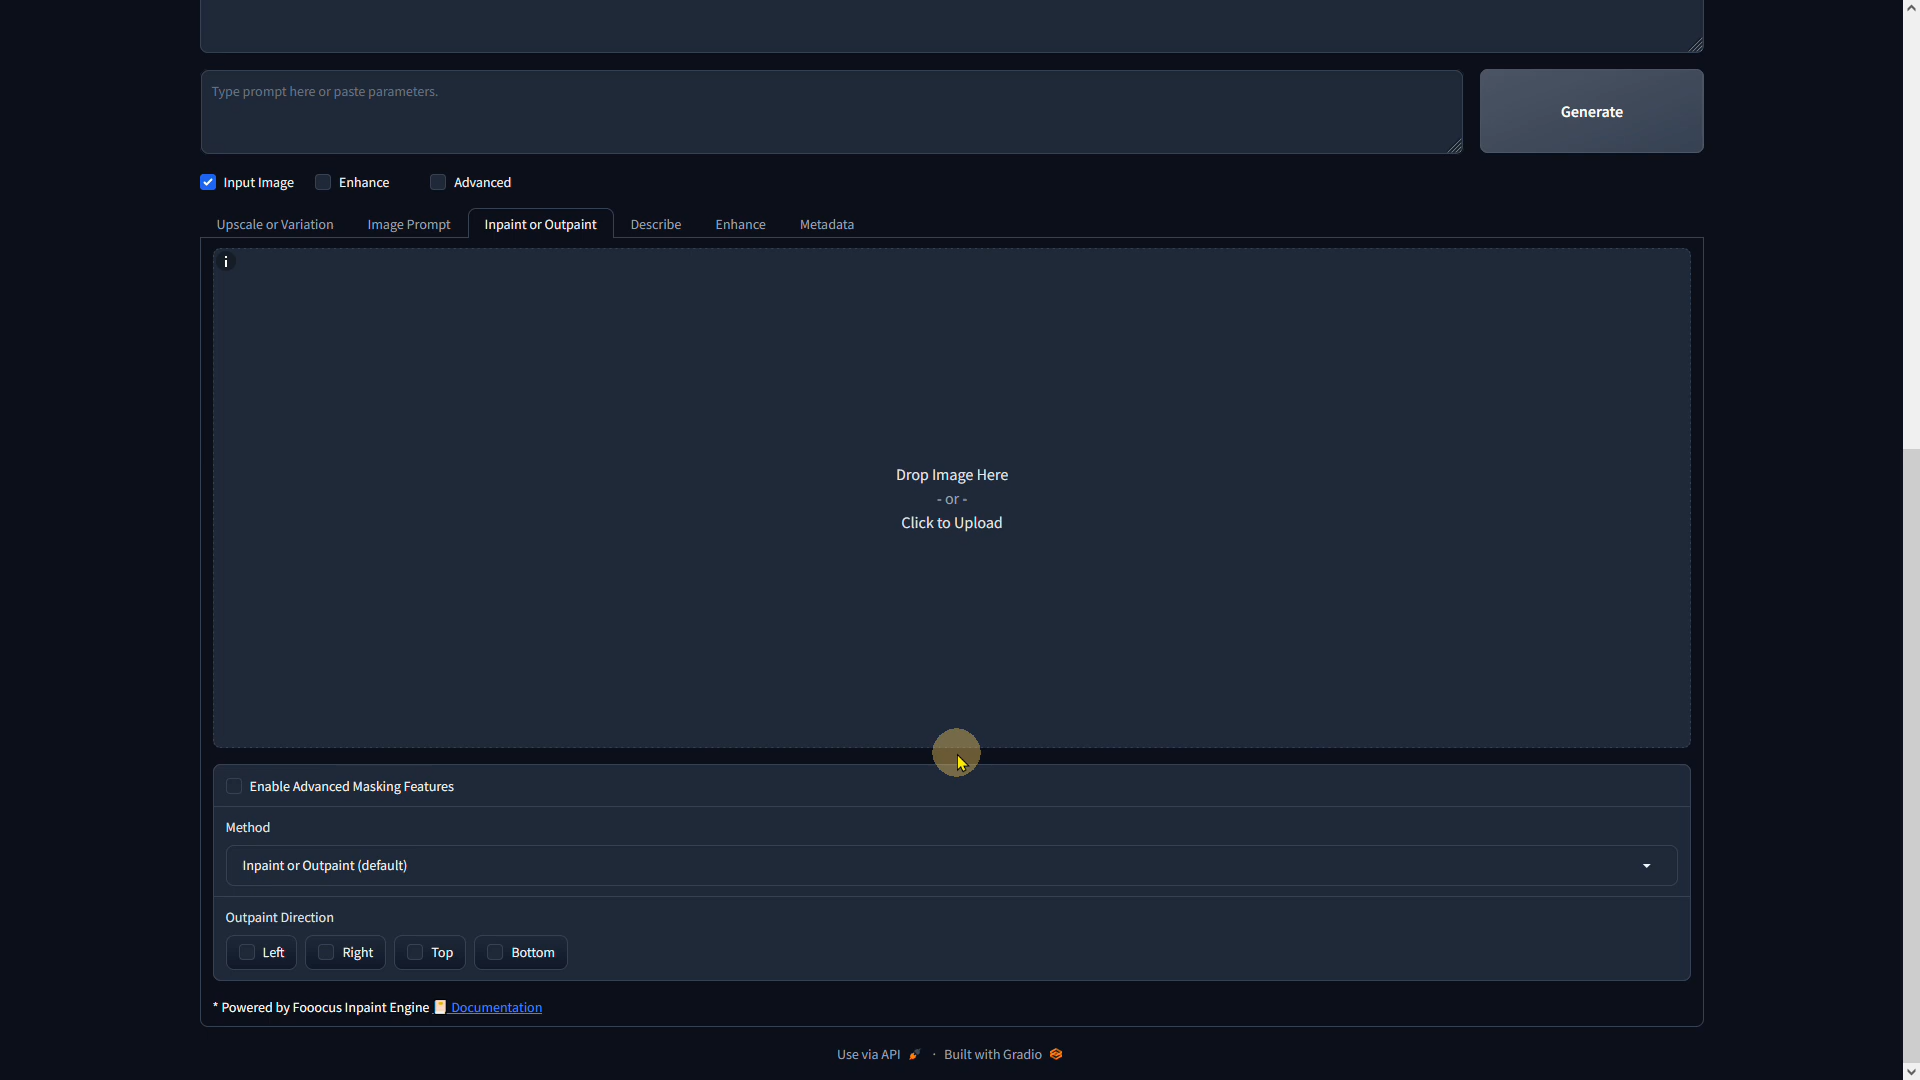 Type prompt here or paste parameters.
Generate
Input Image
Enhance
Advanced
Upscale or Variation
Image Prompt
Inpaint or Outpaint
Describe
Enhance
Metadata
i
Drop Image Here
- or -
Click to Upload
Enable Advanced Masking Features
Method
Inpaint or Outpaint (default)
Outpaint Direction
Left
Right
Top
Bottom
* Powered by Fooocus Inpaint Engine Documentation
Use via API · Built with Gradio